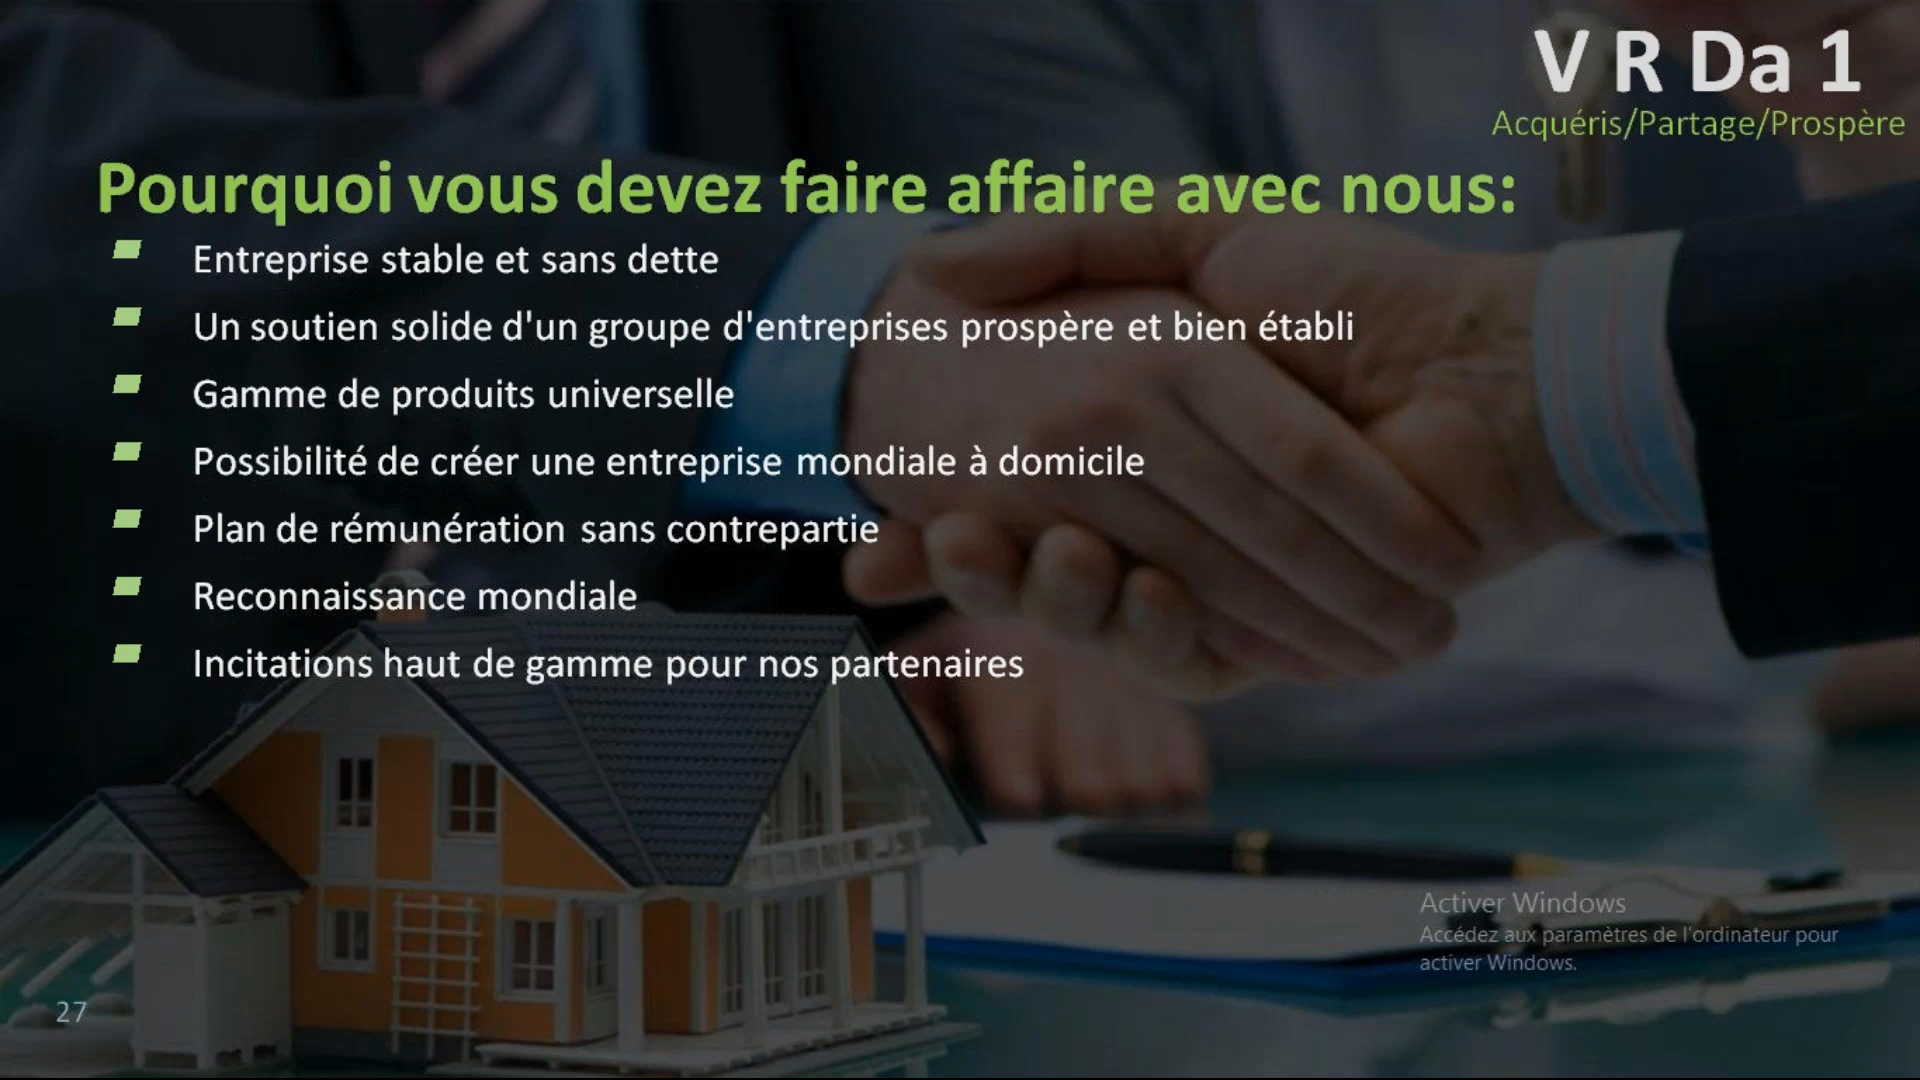 V R Da 1
Acquéris/Partage/Prospère
Pourquoi vous devez faire affaire avec nous:
Entreprise stable et sans dette
Un soutien solide d'un groupe d'entreprises prospère et bien établi
Gamme de produits universelle
Possibilité de créer une entreprise mondiale à domicile
Plan de rémunération sans contrepartie
Reconnaissance mondiale
Incitations haut de gamme pour nos partenaires
Activer Windows
Accédez aux paramètres de l'ordinateur pour
activer Windows.
27